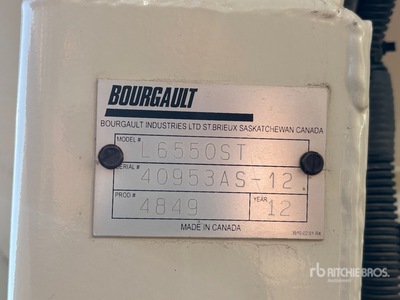 BOURGAULT
BOURGAULT INDUSTRIES LTD ST.BRIEUX SASKATCHEWAN CANADA
MODEL # L6550ST
SERIAL # 40953AS-12
PROD # 4849 YEAR 12
MADE IN CANADA
rb RITCHIE BROS.